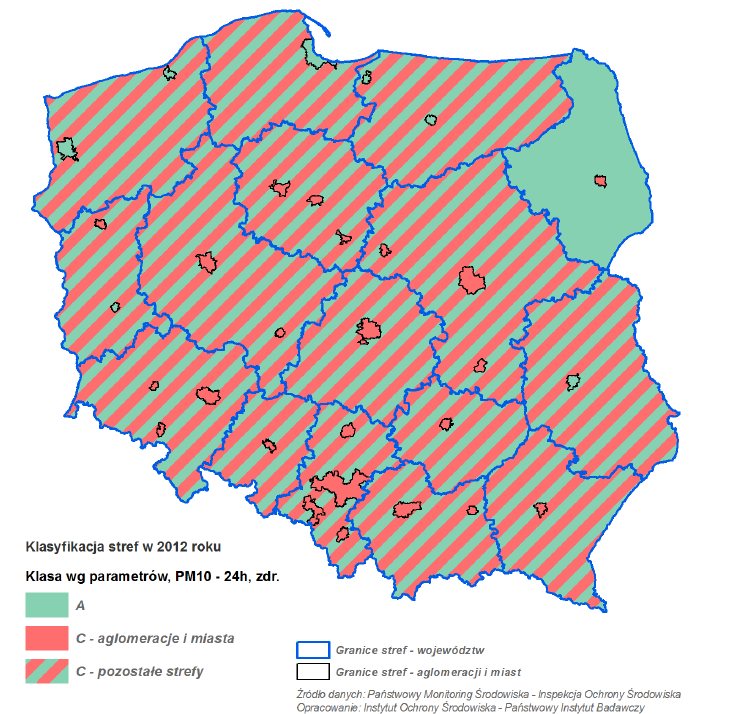 Klasyfikacja stref w 2012 roku
Klasa wg parametrów, PM10 - 24h, zdr.
A
C - aglomeracje i miasta
C - pozostałe strefy
Granice stref - województw
Granice stref - aglomeracji i miast
Źródło danych: Państwowy Monitoring Środowiska - Inspekcja Ochrony Środowiska
Opracowanie: Instytut Ochrony Środowiska - Państwowy Instytut Badawczy